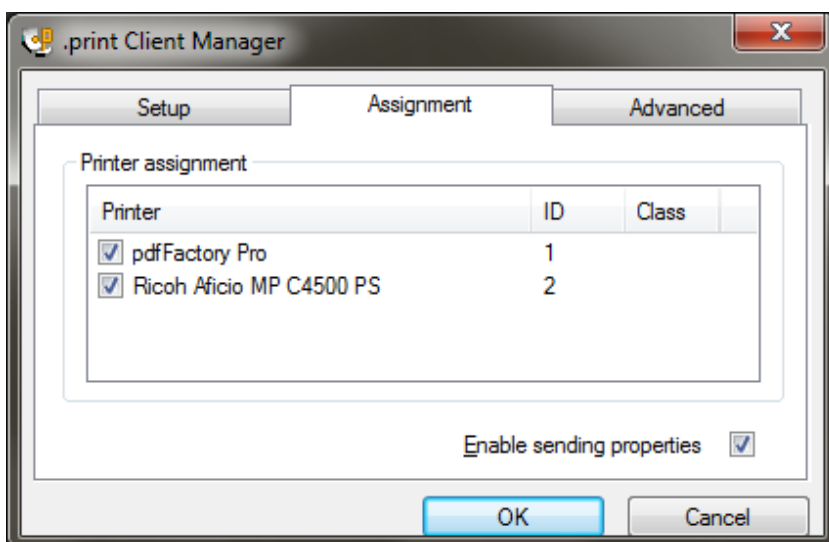 .print Client Manager
Setup Assignment Advanced
Printer assignment
Printer ID Class
pdfFactory Pro 1
Ricoh Aficio MP C4500 PS 2
Enable sending properties
OK Cancel